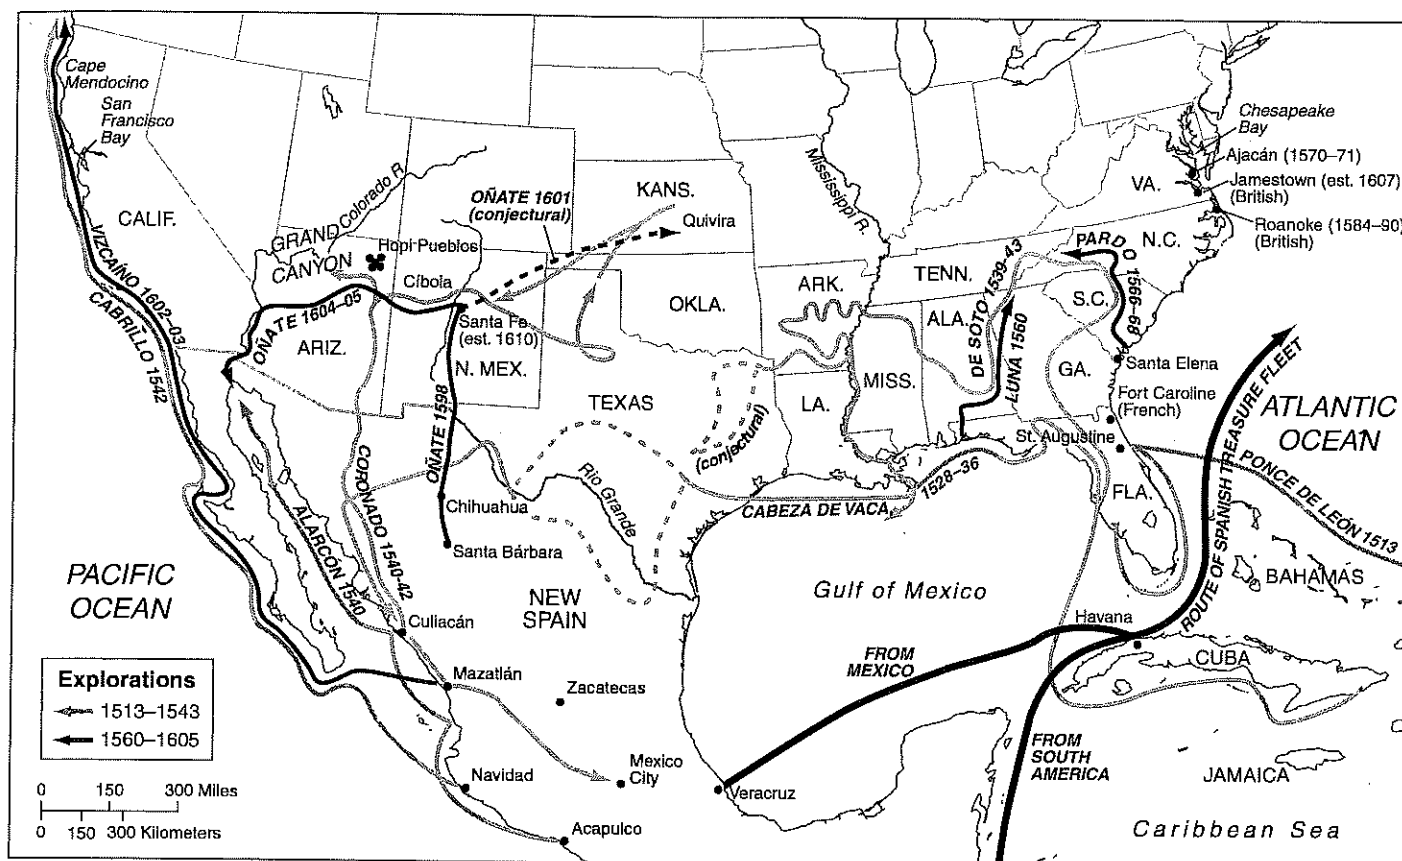 Cape
Mendocino
San
Francisco
Bay
CALIF.
VIZCAÍNO 1602–03
CABRILLO 1542
GRAND
CANYON
Colorado R.
Hopi Pueblos
Cíbola
OÑATE 1604–05
ARIZ.
OÑATE 1601
(conjectural)
KANS.
Quivira
Santa Fe
(est. 1610)
N. MEX.
OKLA.
TEXAS
OÑATE 1598
CORONADO 1540-42
ALARCÓN 1540
Chihuahua
Santa Bárbara
Rio Grande
(conjectural)
NEW
SPAIN
Culiacán
Mazatlán
Zacatecas
Navidad
Mexico
City
Acapulco
Veracruz
PACIFIC
OCEAN
Mississippi R.
ARK.
LA.
MISS.
TENN.
ALA.
DE SOTO 1539-43
LUNA 1560
GA.
S.C.
N.C.
VA.
PARDO 1566–68
Chesapeake
Bay
Ajacán (1570–71)
Jamestown (est. 1607)
(British)
Roanoke (1584–90)
(British)
Santa Elena
Fort Caroline
(French)
St. Augustine
FLA.
1528–36
CABEZA DE VACA
ATLANTIC
OCEAN
PONCE DE LEÓN 1513
ROUTE OF SPANISH TREASURE FLEET
BAHAMAS
Gulf of Mexico
Havana
CUBA
FROM
MEXICO
FROM
SOUTH
AMERICA
JAMAICA
Caribbean Sea
Explorations
1513–1543
1560–1605
0 150 300 Miles
0 150 300 Kilometers